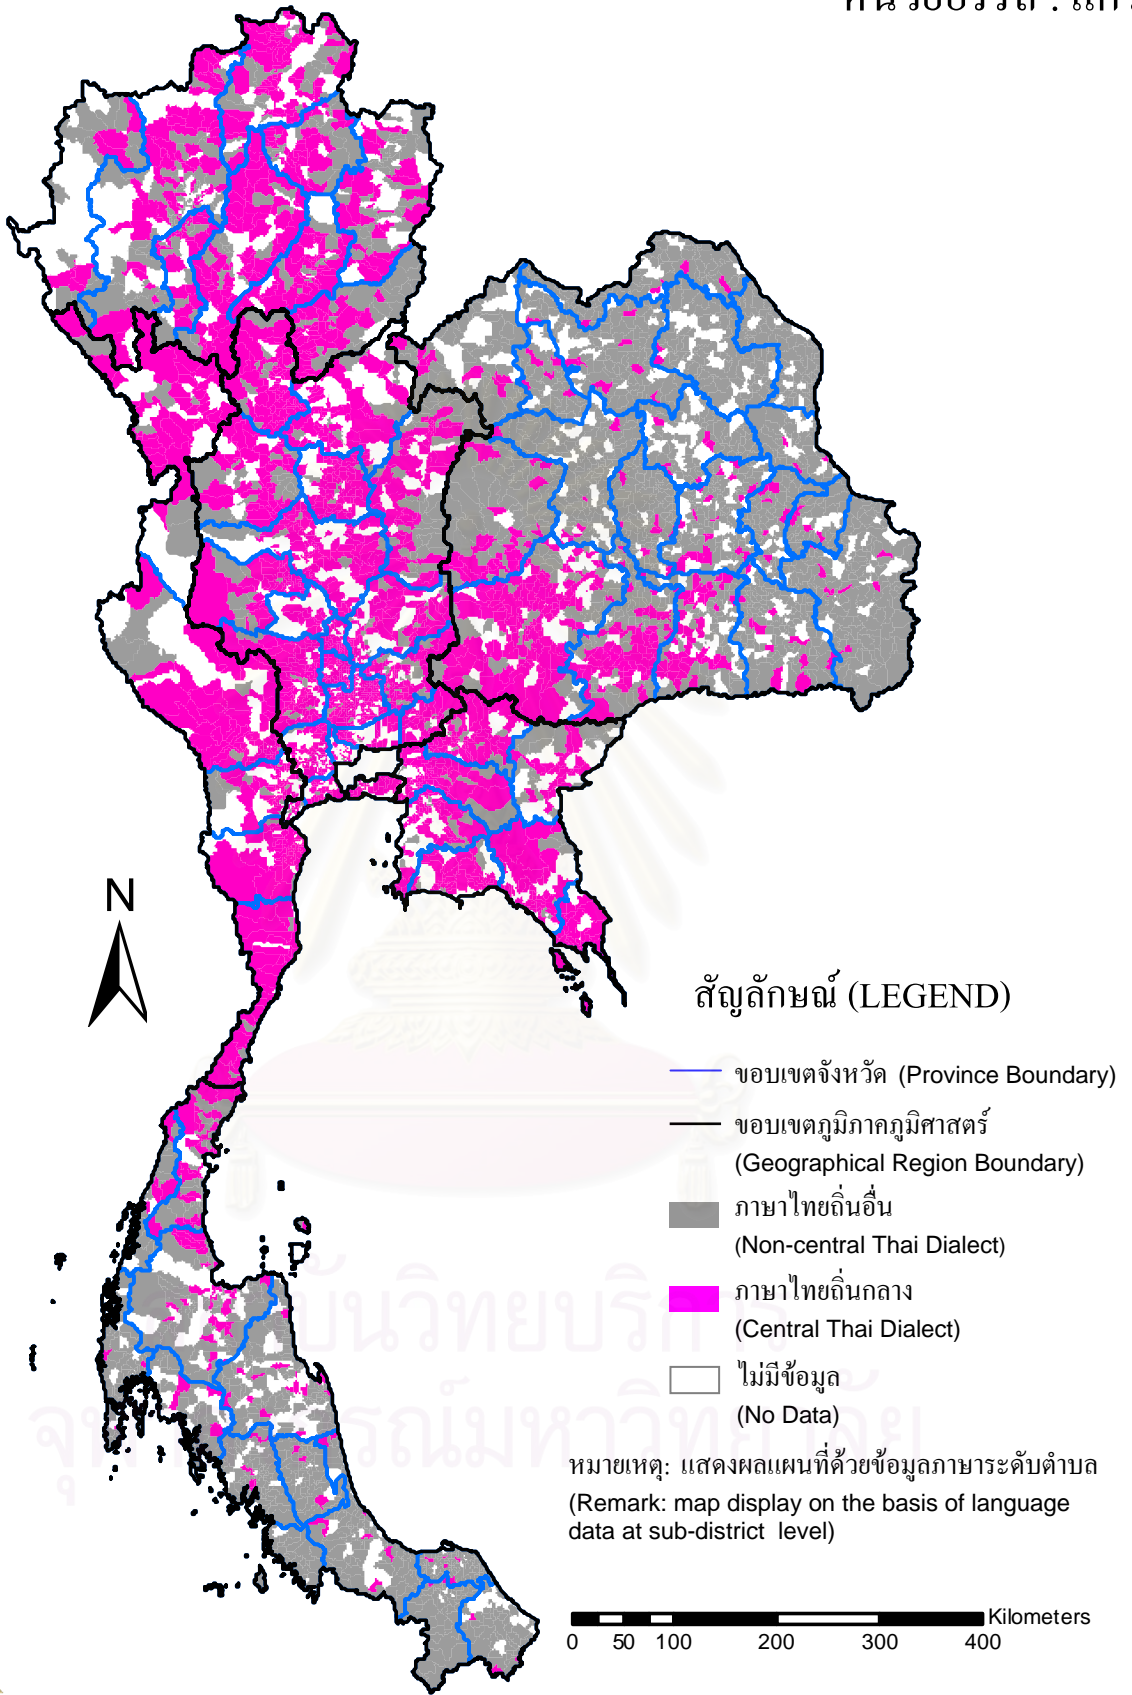 N
สัญลักษณ์ (LEGEND)
ขอบเขตจังหวัด (Province Boundary)
ขอบเขตภูมิภาคภูมิศาสตร์
(Geographical Region Boundary)
ภาษาไทยถิ่นอื่น
(Non-central Thai Dialect)
ภาษาไทยถิ่นกลาง
(Central Thai Dialect)
ไม่มีข้อมูล
(No Data)
หมายเหตุ: แสดงผลแผนที่ด้วยข้อมูลภาษาระดับตำบล
(Remark: map display on the basis of language
data at sub-district level)
Kilometers
0 50 100 200 300 400